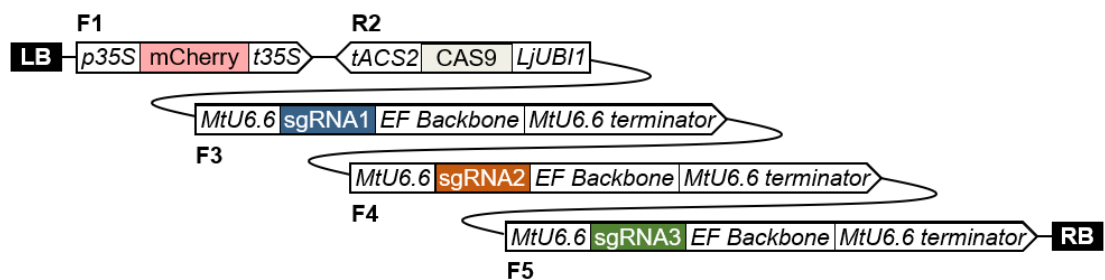 F1 R2
LB p35S mCherry t35S tACS2 CAS9 LjUBI1
MtU6.6 sgRNA1 EF Backbone MtU6.6 terminator
F3
MtU6.6 sgRNA2 EF Backbone MtU6.6 terminator
F4
MtU6.6 sgRNA3 EF Backbone MtU6.6 terminator RB
F5